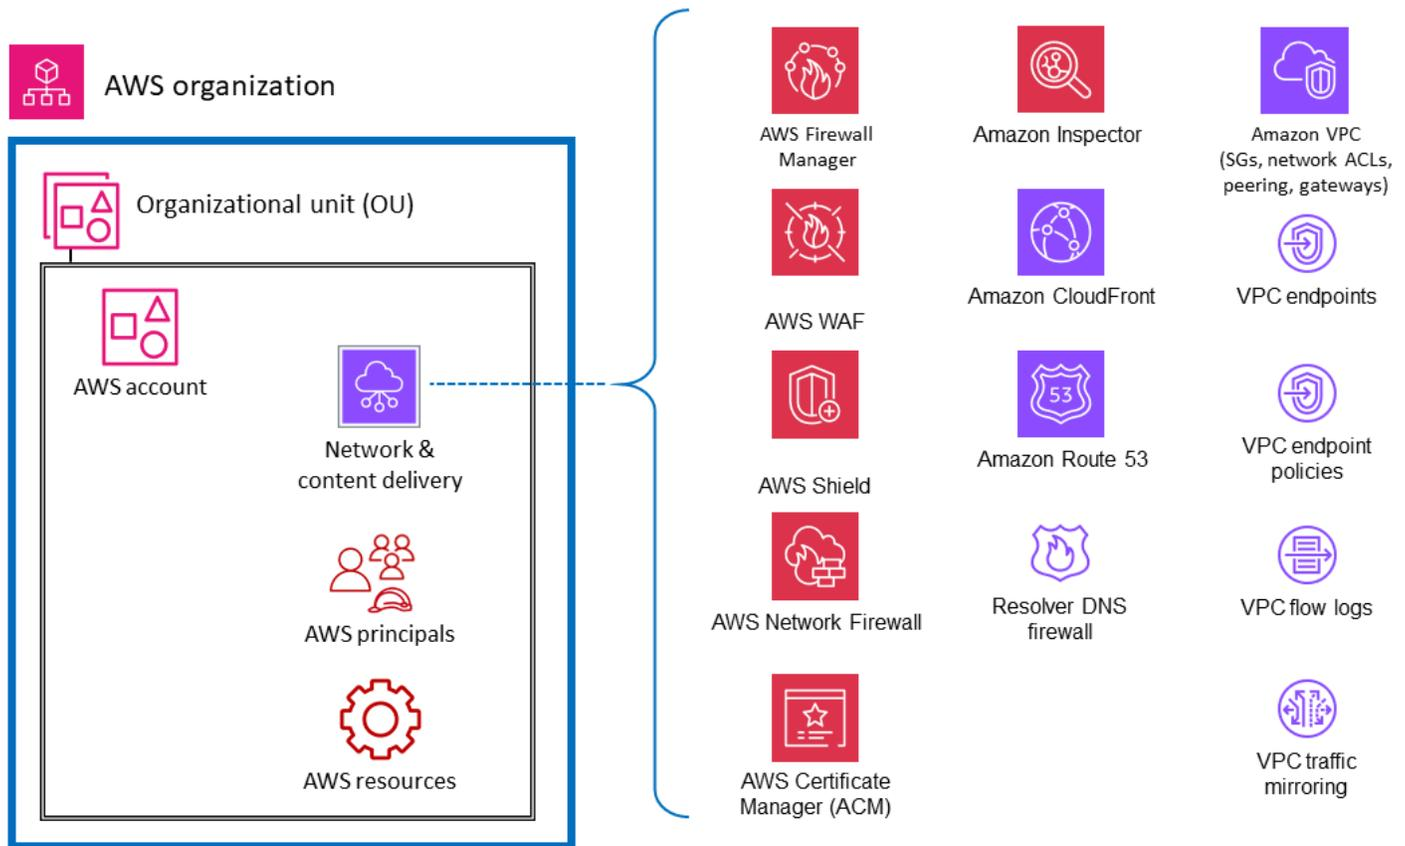 AWS organization
Organizational unit (OU)
AWS account
Network &
content delivery
AWS principals
AWS resources
AWS Firewall
Manager
AWS WAF
AWS Shield
AWS Network Firewall
AWS Certificate
Manager (ACM)
Amazon Inspector
Amazon CloudFront
53
Amazon Route 53
Resolver DNS
firewall
Amazon VPC
(SGs, network ACLs,
peering, gateways)
VPC endpoints
VPC endpoint
policies
VPC flow logs
VPC traffic
mirroring